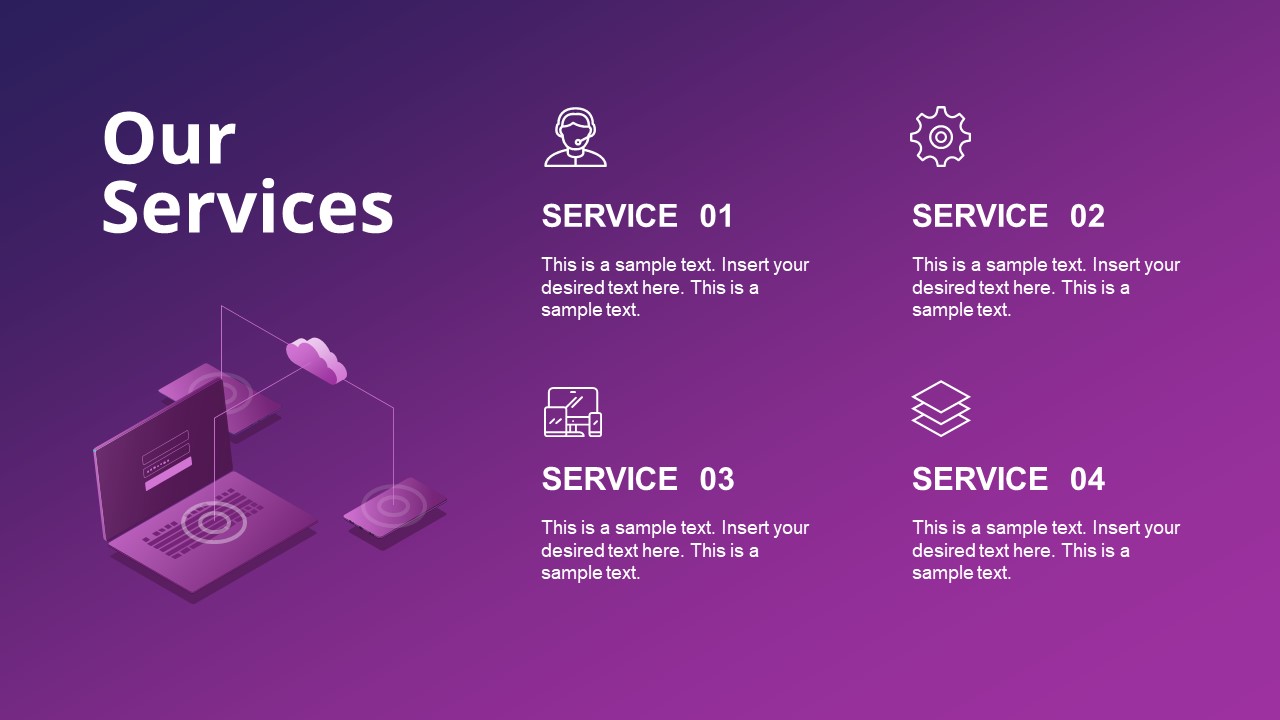 Our
Services
SERVICE 01
This is a sample text. Insert your
desired text here. This is a
sample text.
SERVICE 02
This is a sample text. Insert your
desired text here. This is a
sample text.
SERVICE 03
This is a sample text. Insert your
desired text here. This is a
sample text.
SERVICE 04
This is a sample text. Insert your
desired text here. This is a
sample text.